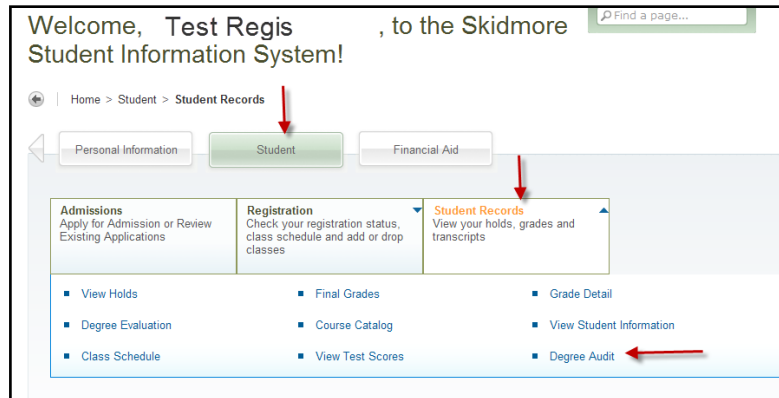 Welcome, Test Regis , to the Skidmore
Student Information System!
Find a page...
Home > Student > Student Records
Personal Information
Student
Financial Aid
Admissions
Apply for Admission or Review
Existing Applications
Registration
Check your registration status,
class schedule and add or drop
classes
Student Records
View your holds, grades and
transcripts
View Holds
Final Grades
Grade Detail
Degree Evaluation
Course Catalog
View Student Information
Class Schedule
View Test Scores
Degree Audit